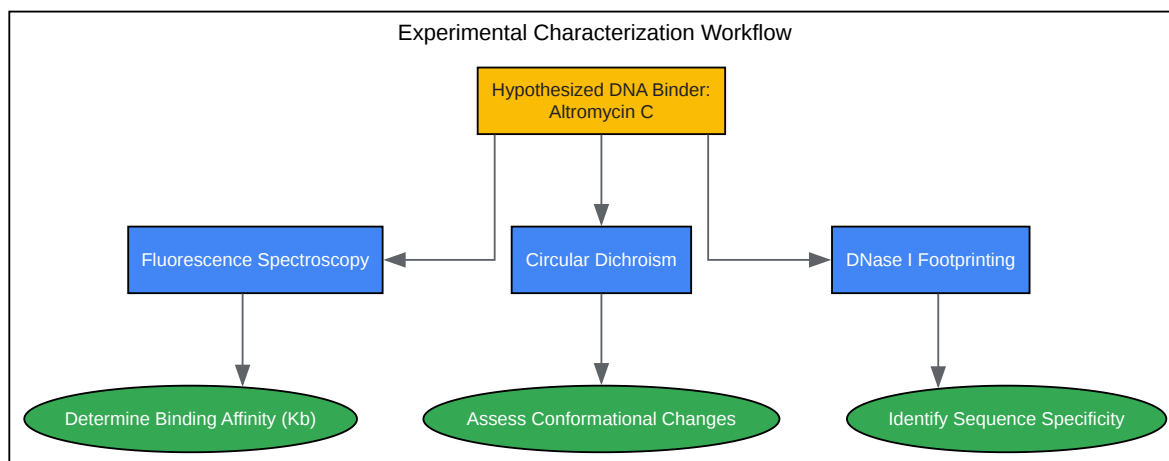 Experimental Characterization Workflow
Hypothesized DNA Binder:
Altromycin C
Fluorescence Spectroscopy
Circular Dichroism
DNase I Footprinting
Determine Binding Affinity (Kb)
Assess Conformational Changes
Identify Sequence Specificity